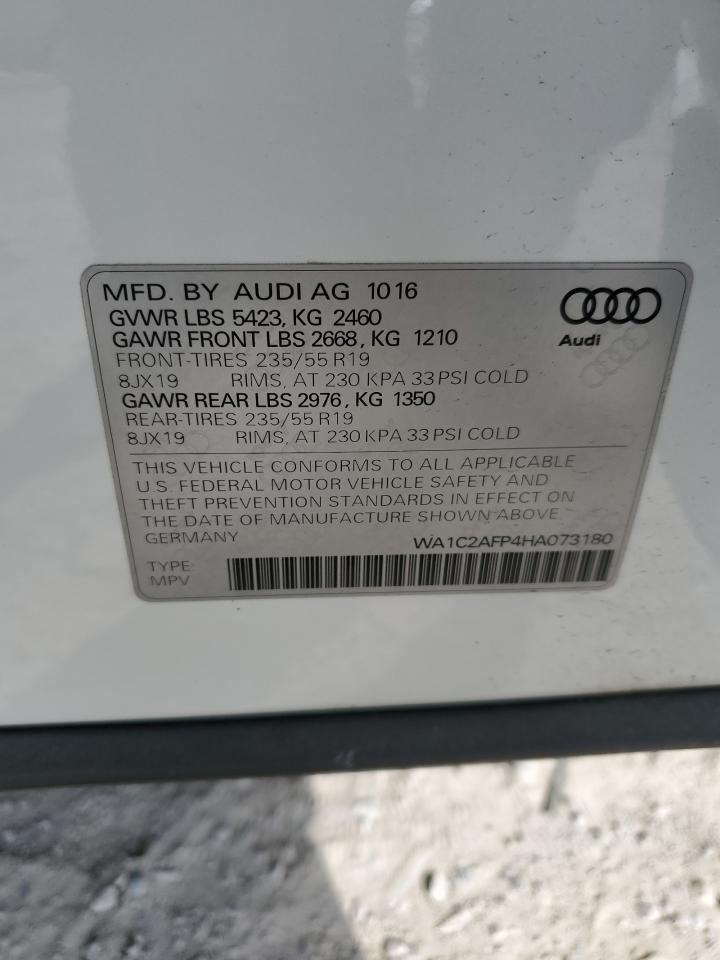 MFD. BY AUDI AG 10 16
GVWR LBS 5423, KG 2460
GAWR FRONT LBS 2668, KG 1210
FRONT-TIRES 235/55 R19
8JX19 RIMS, AT 230 KPA 33 PSI COLD
GAWR REAR LBS 2976, KG 1350
REAR-TIRES 235/55 R19
8JX19 RIMS, AT 230 KPA 33 PSI COLD
Audi
THIS VEHICLE CONFORMS TO ALL APPLICABLE
U.S. FEDERAL MOTOR VEHICLE SAFETY AND
THEFT PREVENTION STANDARDS IN EFFECT ON
THE DATE OF MANUFACTURE SHOWN ABOVE
GERMANY WA1C2AFP4HA073180
TYPE:
MPV